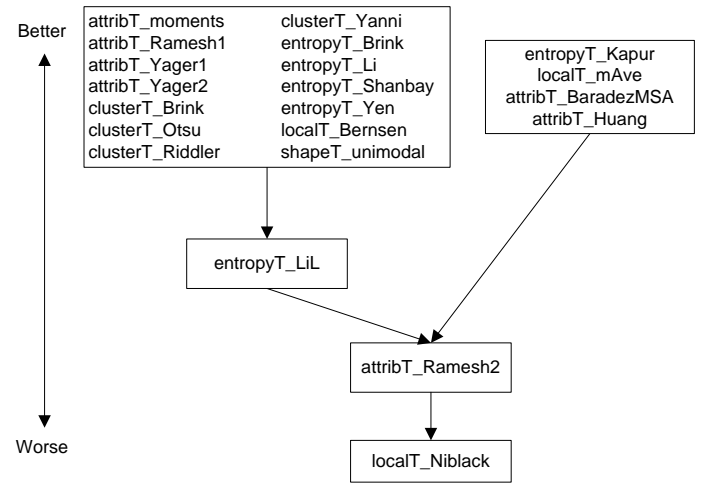 Better
attribT_moments
attribT_Ramesh1
attribT_Yager1
attribT_Yager2
clusterT_Brink
clusterT_Otsu
clusterT_Riddler
clusterT_Yanni
entropyT_Brink
entropyT_Li
entropyT_Shanbay
entropyT_Yen
localT_Bernsen
shapeT_unimodal
entropyT_Kapur
localT_mAve
attribT_BaradezMSA
attribT_Huang
entropyT_LiL
attribT_Ramesh2
Worse
localT_Niblack